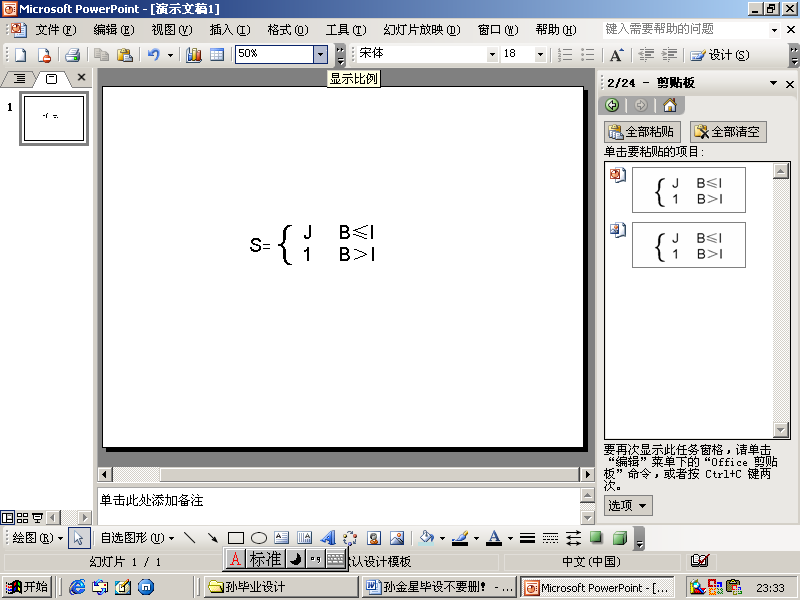 Microsoft PowerPoint - [演示文稿1]
文件(F) 编辑(E) 视图(V) 插入(I) 格式(O) 工具(T) 幻灯片放映(D) 窗口(W) 帮助(H) 键入需要帮助的问题
50% 宋体 18 设计(S)
显示比例
2/24 - 剪贴板
1
全部粘贴 全部清空
单击要粘贴的项目:
J B≤I
1 B>I
J B≤I
1 B>I
S={ J B≤I
1 B>I
要再次显示此任务窗格，请单击
“编辑”菜单下的“Office 剪贴
板”命令，或者按 Ctrl+C 键两
次。
选项
单击此处添加备注
绘图(R) 自选图形(U)
幻灯片 1 / 1 标准 默认设计模板 中文(中国)
开始 孙毕业设计 孙金星毕设不要删！ - ... Microsoft PowerPoint - [... 23:33